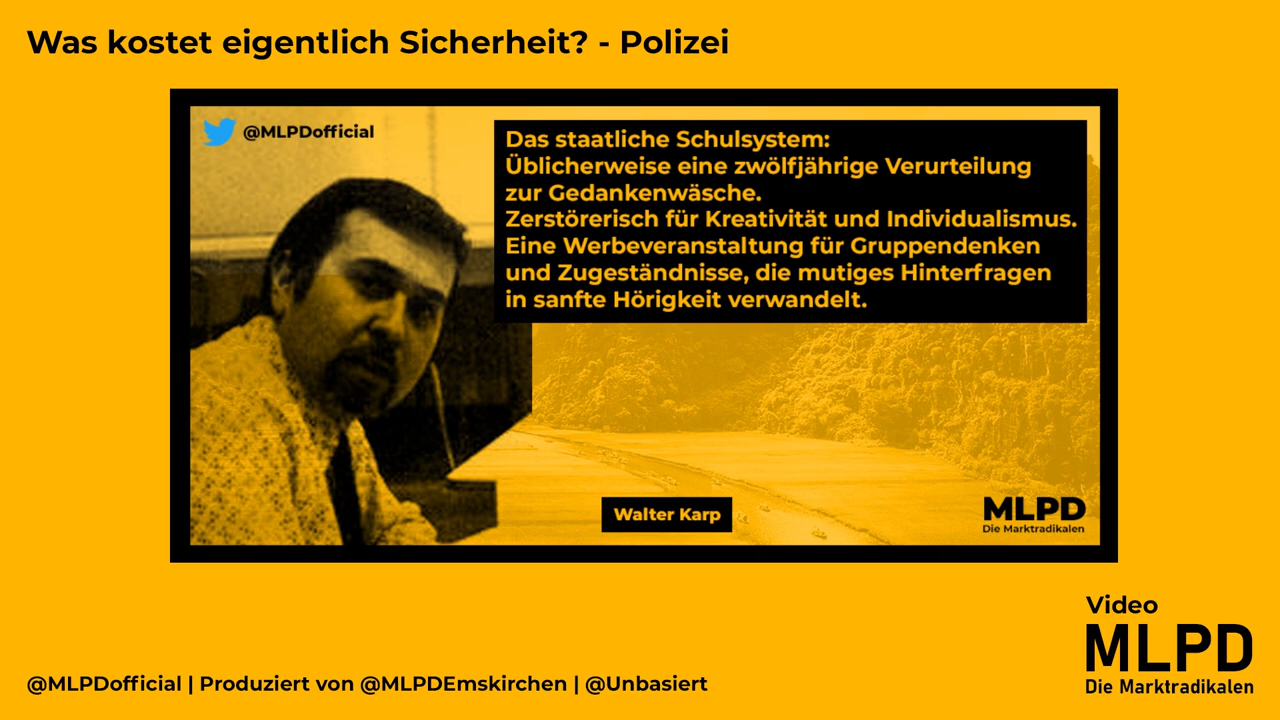 Was kostet eigentlich Sicherheit? - Polizei
@MLPDofficial
Das staatliche Schulsystem:
Üblicherweise eine zwölfjährige Verurteilung
zur Gedankenwäsche.
Zerstörerisch für Kreativität und Individualismus.
Eine Werbeveranstaltung für Gruppendenken
und Zugeständnisse, die mutiges Hinterfragen
in sanfte Hörigkeit verwandelt.
Walter Karp
MLPD
Die Marktradikalen
Video
MLPD
Die Marktradikalen
@MLPDofficial | Produziert von @MLPDEmskirchen | @Unbasiert